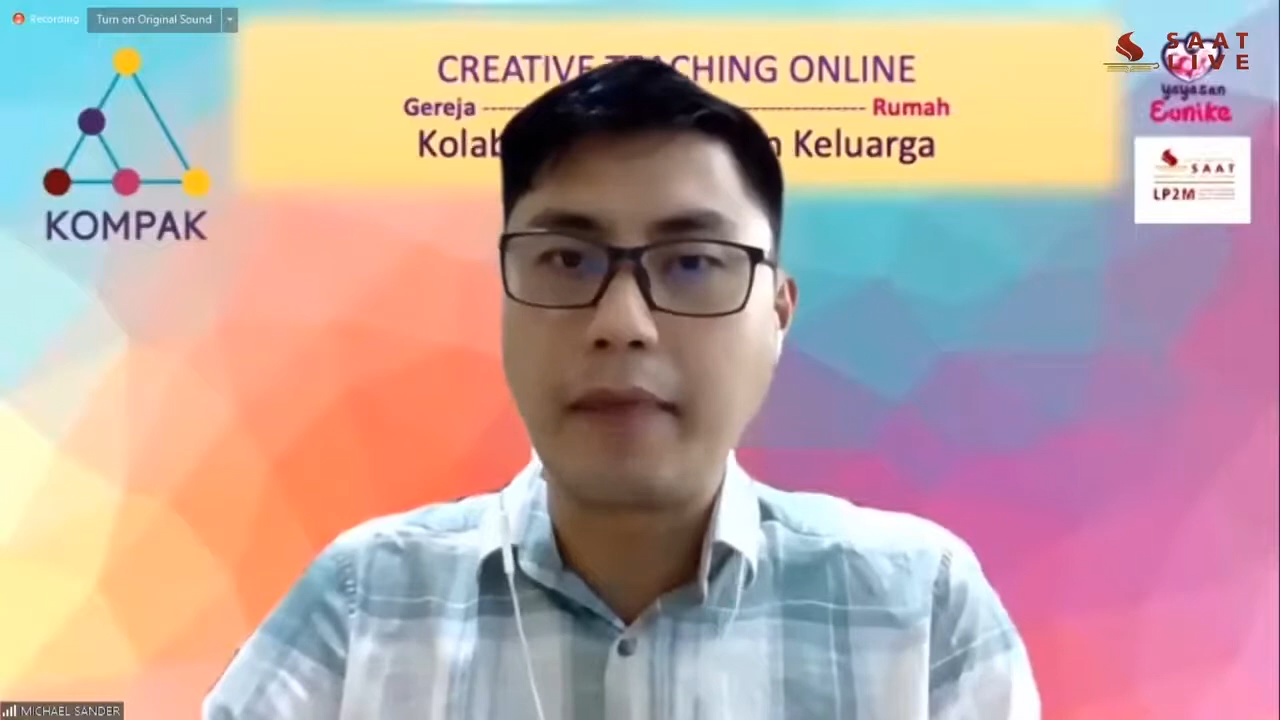 Recording
Turn on Original Sound
SAAT
LIVE
CREATIVE TEACHING ONLINE
Gereja ------ ------ Rumah
Kolab n Keluarga
yayasan
Eunike
SAAT
LP2M
KOMPAK
MICHAEL SANDER